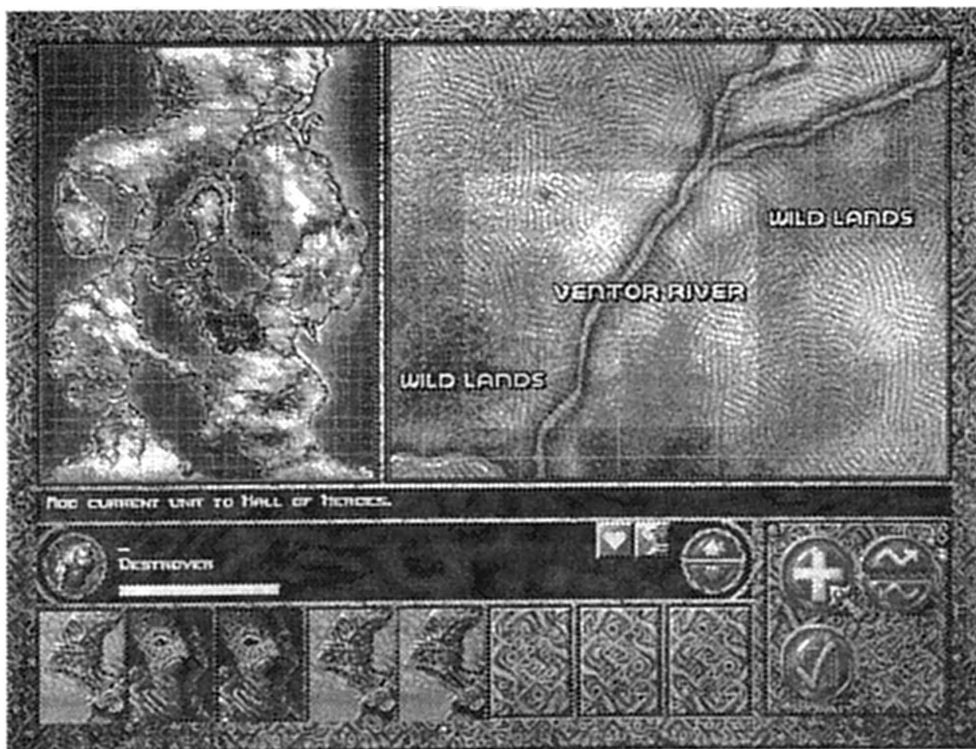 WILD LANDS
VENTOR RIVER
WILD LANDS
ADD CURRENT UNIT TO HALL OF HEROES.
DESTROYER